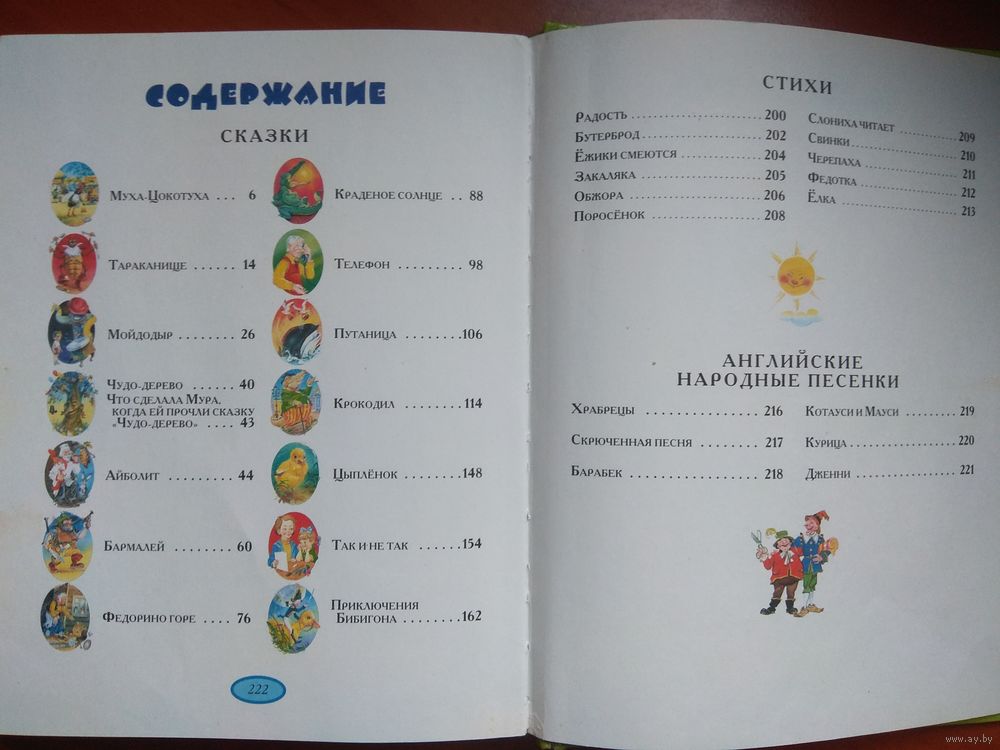 СОДЕРЖАНИЕ
СКАЗКИ
Муха-Цокотуха ... 6
Тараканище ...... 14
Мойдодыр ....... 26
Чудо-дерево ...... 40
Что сделала Мура,
когда ей прочли сказку
«Чудо-дерево» .... 43
Айболит ......... 44
Бармалей ........ 60
Федорино горе .... 76
Краденое солнце .. 88
Телефон ......... 98
Путаница ........106
Крокодил ........ 114
Цыплёнок ........148
Так и не так ......154
Приключения
Бибигона ........162
222
СТИХИ
Радость ..................... 200
Бутерброд ................... 202
Ёжики смеются .............. 204
Закаляка .................... 205
Обжора ..................... 206
Поросёнок .................. 208
Слониха читает .......... 209
Свинки .................. 210
Черепаха ................ 211
Федотка ................. 212
Ёлка .................... 213
АНГЛИЙСКИЕ
НАРОДНЫЕ ПЕСЕНКИ
Храбрецы ............... 216
Скрюченная песня ........ 217
Барабек ................. 218
Котауси и Мауси ....... 219
Курица ................. 220
Дженни ................. 221
www.ay.by